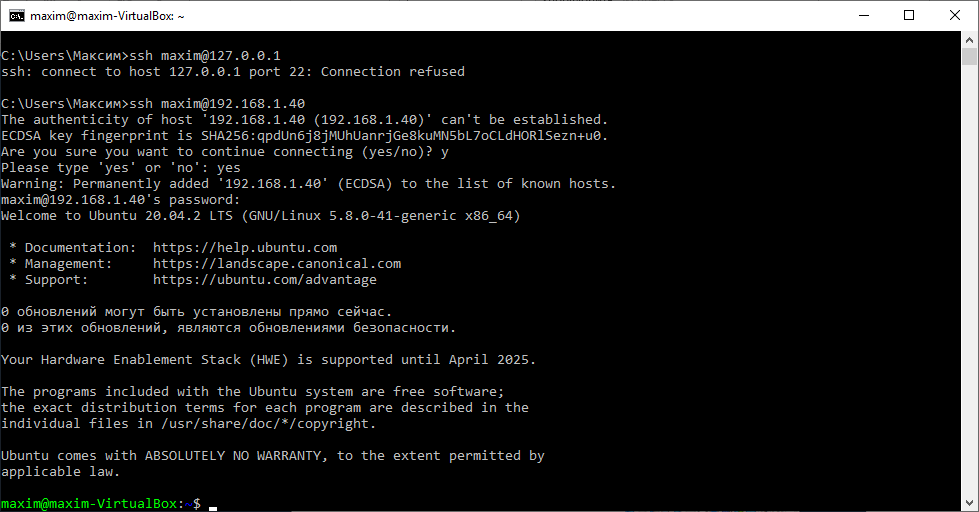 maxim@maxim-VirtualBox: ~
C:\Users\Максим>ssh maxim@127.0.0.1
ssh: connect to host 127.0.0.1 port 22: Connection refused
C:\Users\Максим>ssh maxim@192.168.1.40
The authenticity of host '192.168.1.40 (192.168.1.40)' can't be established.
ECDSA key fingerprint is SHA256:qpdUn6j8jMUhUanrjGe8kuMN5bL7oCLdHORlSezn+u0.
Are you sure you want to continue connecting (yes/no)? y
Please type 'yes' or 'no': yes
Warning: Permanently added '192.168.1.40' (ECDSA) to the list of known hosts.
maxim@192.168.1.40's password:
Welcome to Ubuntu 20.04.2 LTS (GNU/Linux 5.8.0-41-generic x86_64)
* Documentation:  https://help.ubuntu.com
* Management:     https://landscape.canonical.com
* Support:        https://ubuntu.com/advantage
0 обновлений могут быть установлены прямо сейчас.
0 из этих обновлений, являются обновлениями безопасности.
Your Hardware Enablement Stack (HWE) is supported until April 2025.
The programs included with the Ubuntu system are free software;
the exact distribution terms for each program are described in the
individual files in /usr/share/doc/*/copyright.
Ubuntu comes with ABSOLUTELY NO WARRANTY, to the extent permitted by
applicable law.
maxim@maxim-VirtualBox:~$